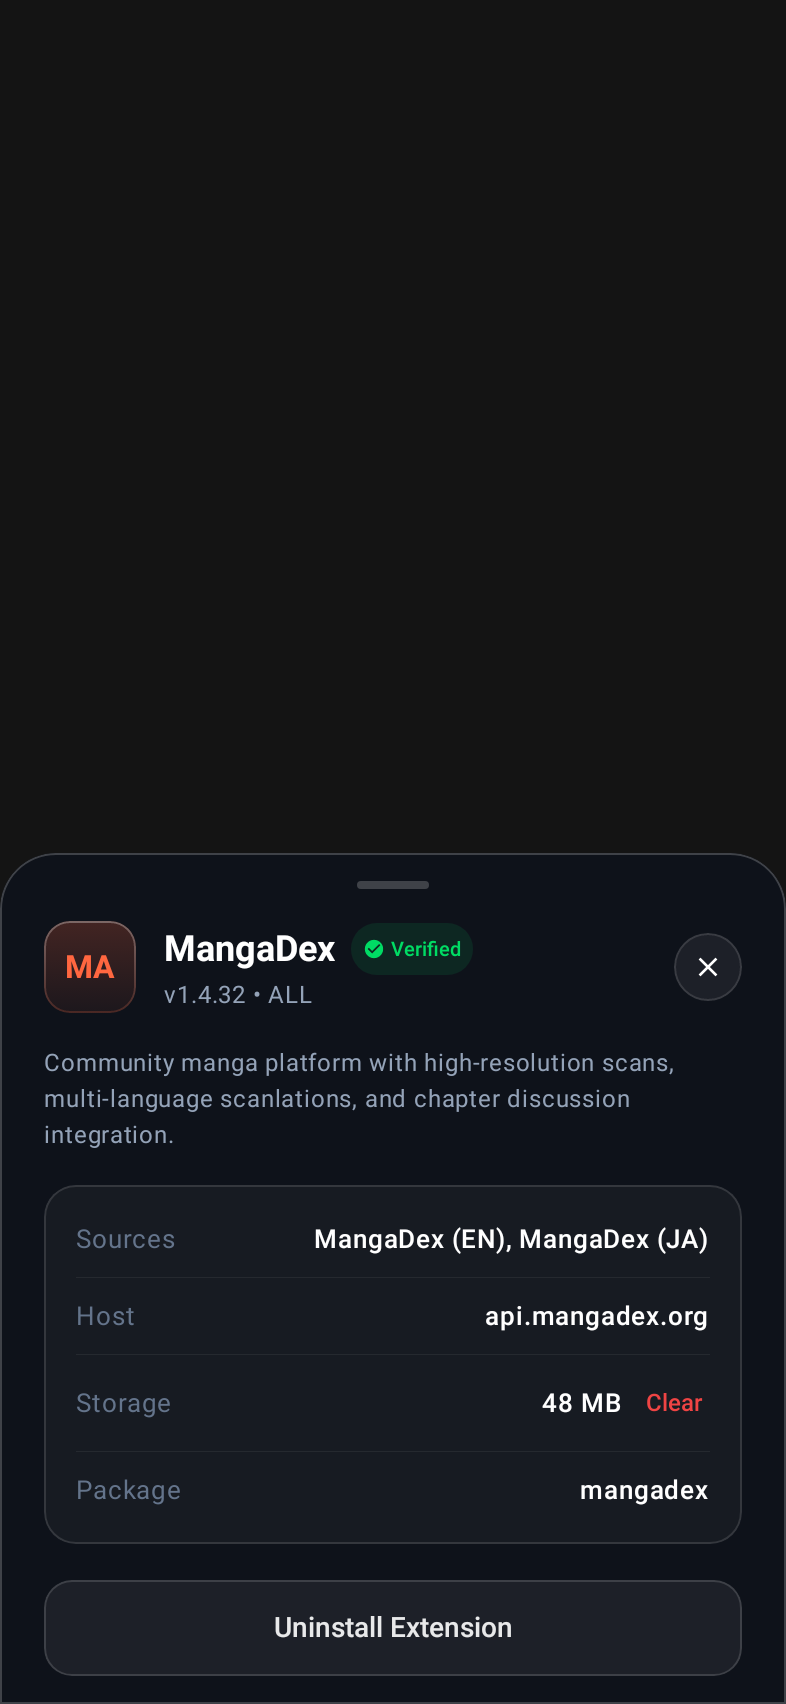 MA
MangaDex
Verified
v1.4.32 • ALL
Community manga platform with high-resolution scans,
multi-language scanlations, and chapter discussion
integration.
Sources MangaDex (EN), MangaDex (JA)
Host api.mangadex.org
Storage 48 MB Clear
Package mangadex
Uninstall Extension